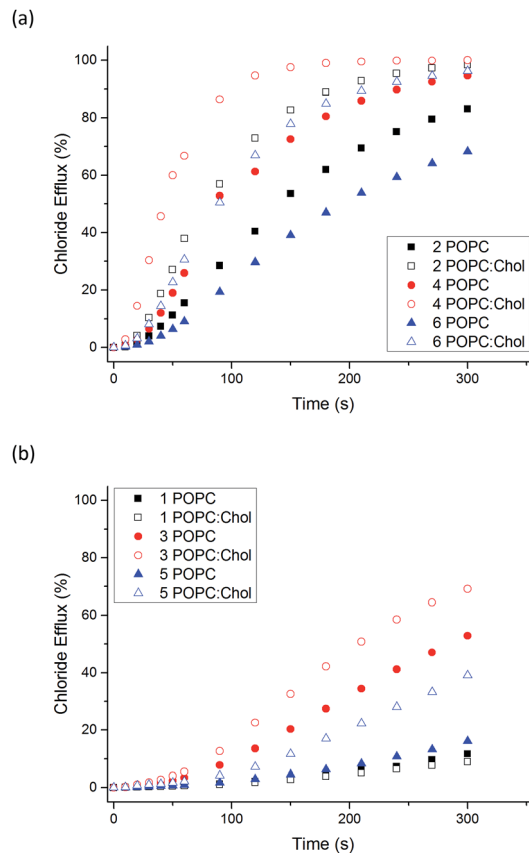 (a)
100
80
60
40
20
0
Chloride Efflux (%)
2 POPC
2 POPC:Chol
4 POPC
4 POPC:Chol
6 POPC
6 POPC:Chol
0 100 200 300
Time (s)
(b)
1 POPC
1 POPC:Chol
3 POPC
3 POPC:Chol
5 POPC
5 POPC:Chol
100
80
60
40
20
0
Chloride Efflux (%)
0 100 200 300
Time (s)